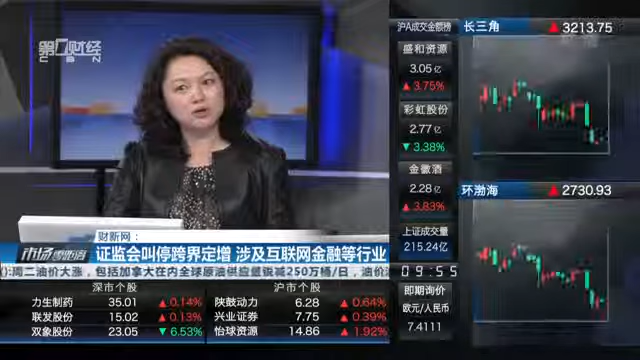 第一财经
CBN
沪A成交金额榜
盛和资源
3.05亿
▲3.75%
彩虹股份
2.77亿
▼3.38%
金徽酒
2.28亿
▲3.83%
上证成交量
215.24亿
09:55
即期询价
欧元/人民币
7.4111
长三角 ▲3213.75
环渤海 ▲2730.93
财新网:
市场零距离
证监会叫停跨界定增 涉及互联网金融等行业
):周二油价大涨,包括加拿大在内全球原油供应量锐减250万桶/日,油价
深市个股 沪市个股
力生制药 35.01 ▲0.14% 陕鼓动力 6.28 ▲0.64%
联发股份 15.02 ▲0.13% 兴业证券 7.75 ▲0.39%
双象股份 23.05 ▼6.53% 怡球资源 14.86 ▲1.92%